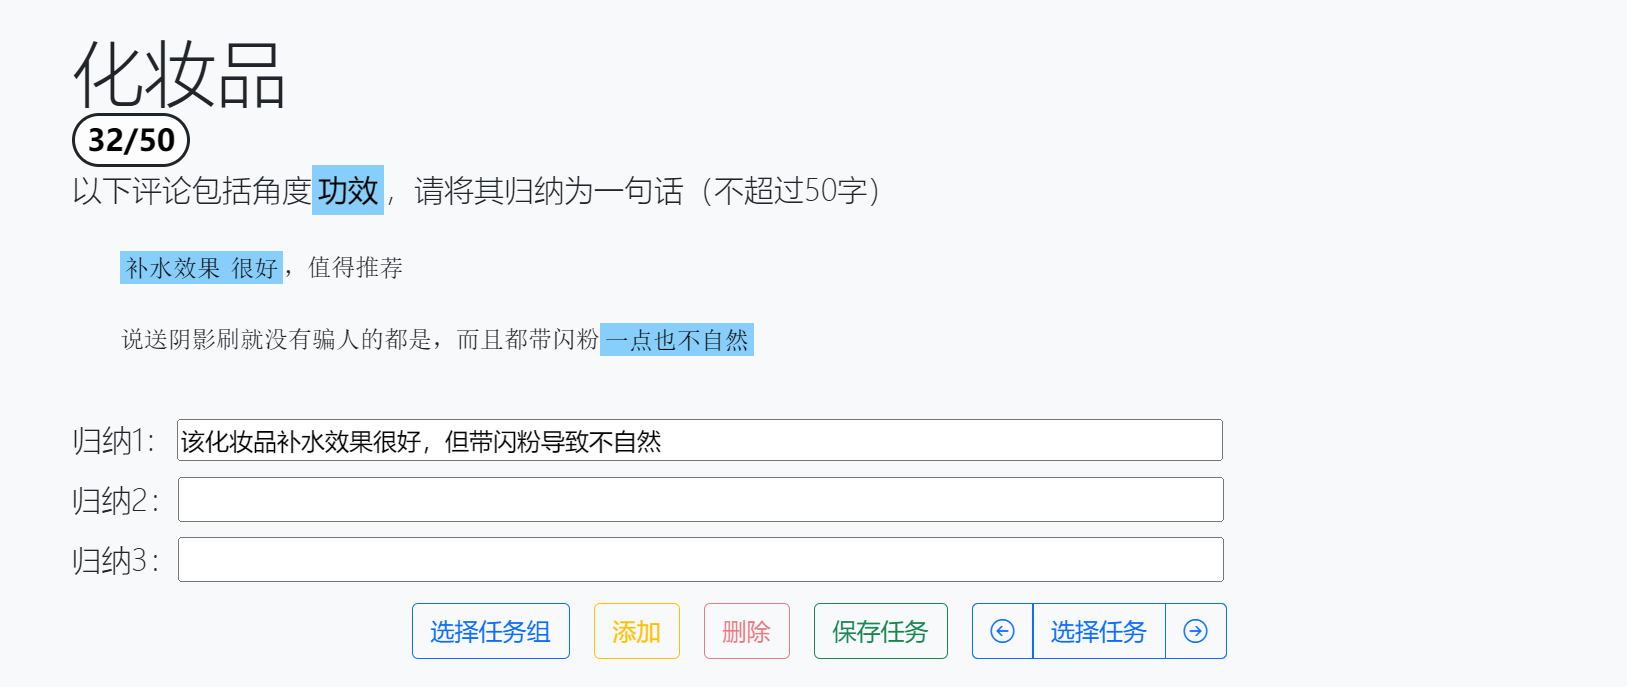 化妆品
32/50
以下评论包括角度 功效 ，请将其归纳为一句话（不超过50字）
补水效果 很好，值得推荐
说送阴影刷就没有骗人的都是，而且都带闪粉 一点也不自然
归纳1： 该化妆品补水效果很好，但带闪粉导致不自然
归纳2：
归纳3：
选择任务组 添加 删除 保存任务 选择任务